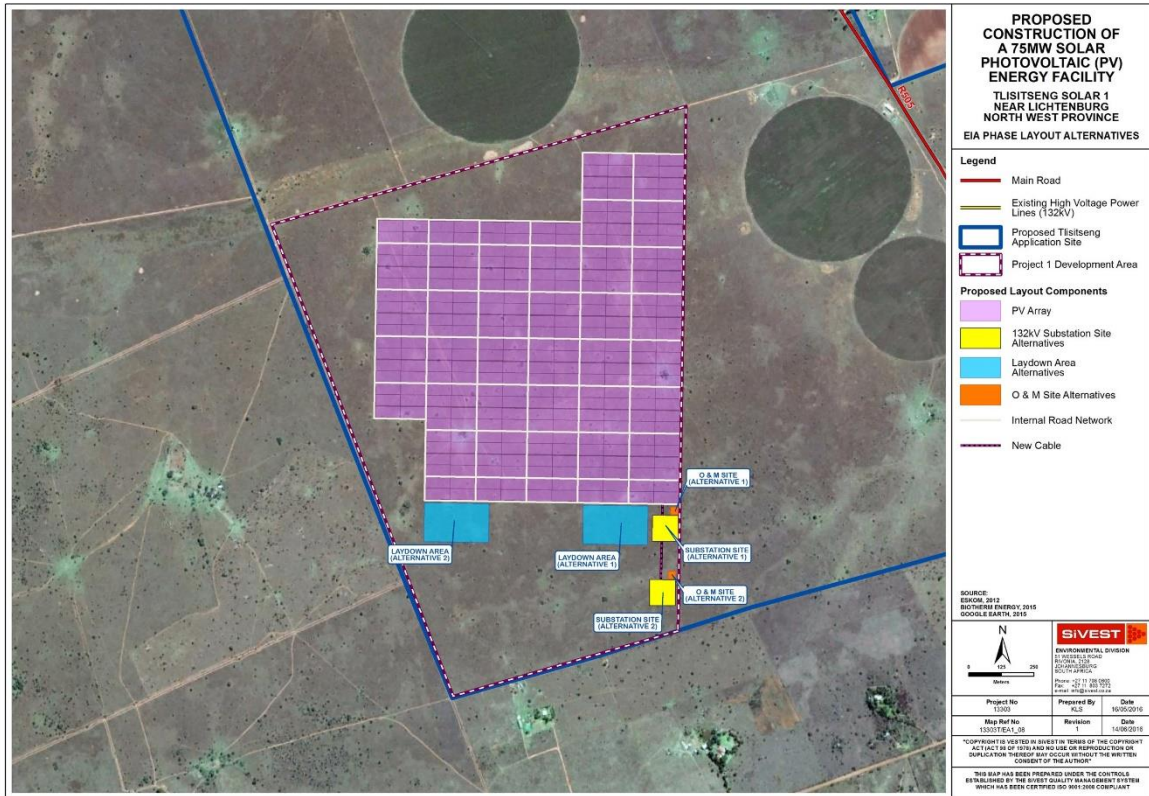 PROPOSED
CONSTRUCTION OF
A 75MW SOLAR
PHOTOVOLTAIC (PV)
ENERGY FACILITY
TLISITSENG SOLAR 1
NEAR LICHTENBURG
NORTH WEST PROVINCE
EIA PHASE LAYOUT ALTERNATIVES
Legend
Main Road
Existing High Voltage Power
Lines (132kV)
Proposed Tlisitseng
Application Site
Project 1 Development Area
Proposed Layout Components
PV Array
132kV Substation Site
Alternatives
Laydown Area
Alternatives
O & M Site Alternatives
Internal Road Network
New Cable
R505
O & M SITE
(ALTERNATIVE 1)
LAYDOWN AREA
(ALTERNATIVE 2)
LAYDOWN AREA
(ALTERNATIVE 1)
SUBSTATION SITE
(ALTERNATIVE 1)
O & M SITE
(ALTERNATIVE 2)
SUBSTATION SITE
(ALTERNATIVE 2)
SOURCE:
ESKOM, 2012
BIOTHERM ENERGY, 2015
GOOGLE EARTH, 2015
N
0 125 250
Meters
SiVEST
ENVIRONMENTAL DIVISION
51 WESSELS ROAD
RIVONIA, 2128
JOHANNESBURG
SOUTH AFRICA
Project No
13303
Prepared By
KLS
Date
16/05/2016
Map Ref No
Revision
1
Date
"COPYRIGHT IS VESTED IN SIVEST IN TERMS OF THE COPYRIGHT
ACT (ACT 98 OF 1978) AND NO USE OR REPRODUCTION OR
DUPLICATION THEREOF MAY OCCUR WITHOUT THE WRITTEN
CONSENT OF THE AUTHOR"
THIS MAP HAS BEEN PREPARED UNDER THE CONTROLS
ESTABLISHED BY THE SIVEST QUALITY MANAGEMENT SYSTEM
WHICH HAS BEEN CERTIFIED ISO 9001:2008 COMPLIANT